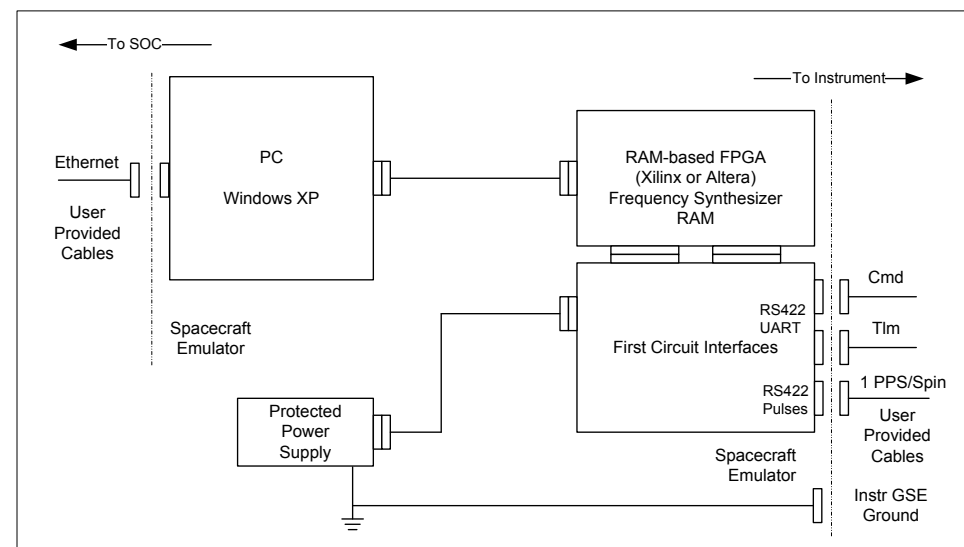 To SOC
To Instrument
Ethernet
User
Provided
Cables
PC
Windows XP
RAM-based FPGA
(Xilinx or Altera)
Frequency Synthesizer
RAM
Spacecraft
Emulator
First Circuit Interfaces
RS422
UART
RS422
Pulses
Cmd
Tlm
1 PPS/Spin
User
Provided
Cables
Protected
Power
Supply
Spacecraft
Emulator
Instr GSE
Ground